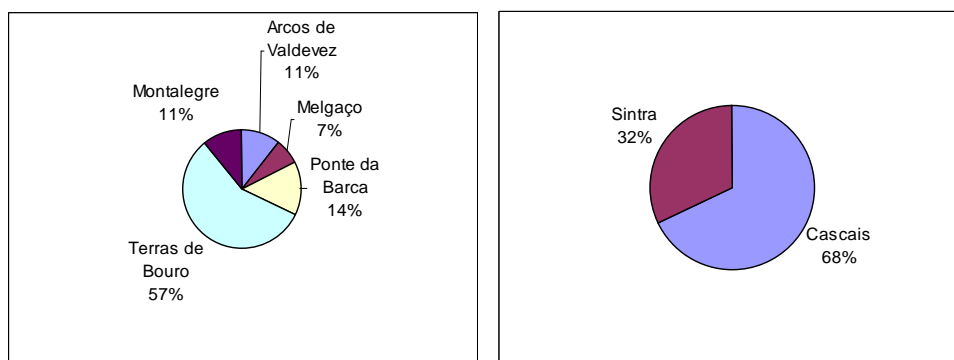 Arcos de
Valdevez
11%
Montalegre
11%
Melgaço
7%
Ponte da
Barca
14%
Terras de
Bouro
57%
Sintra
32%
Cascais
68%